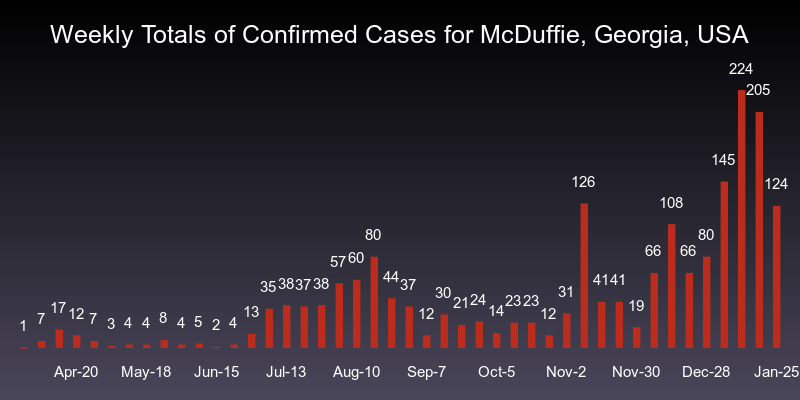 Weekly Totals of Confirmed Cases for McDuffie, Georgia, USA
1 7 17 12 7 3 4 4 8 4 5 2 4 13 35 38 37 38 57 60 80 44 37 12 30 21 24 14 23 23 12 31 126 41 41 19 66 108 66 80 145 224 205 124
Apr-20 May-18 Jun-15 Jul-13 Aug-10 Sep-7 Oct-5 Nov-2 Nov-30 Dec-28 Jan-25